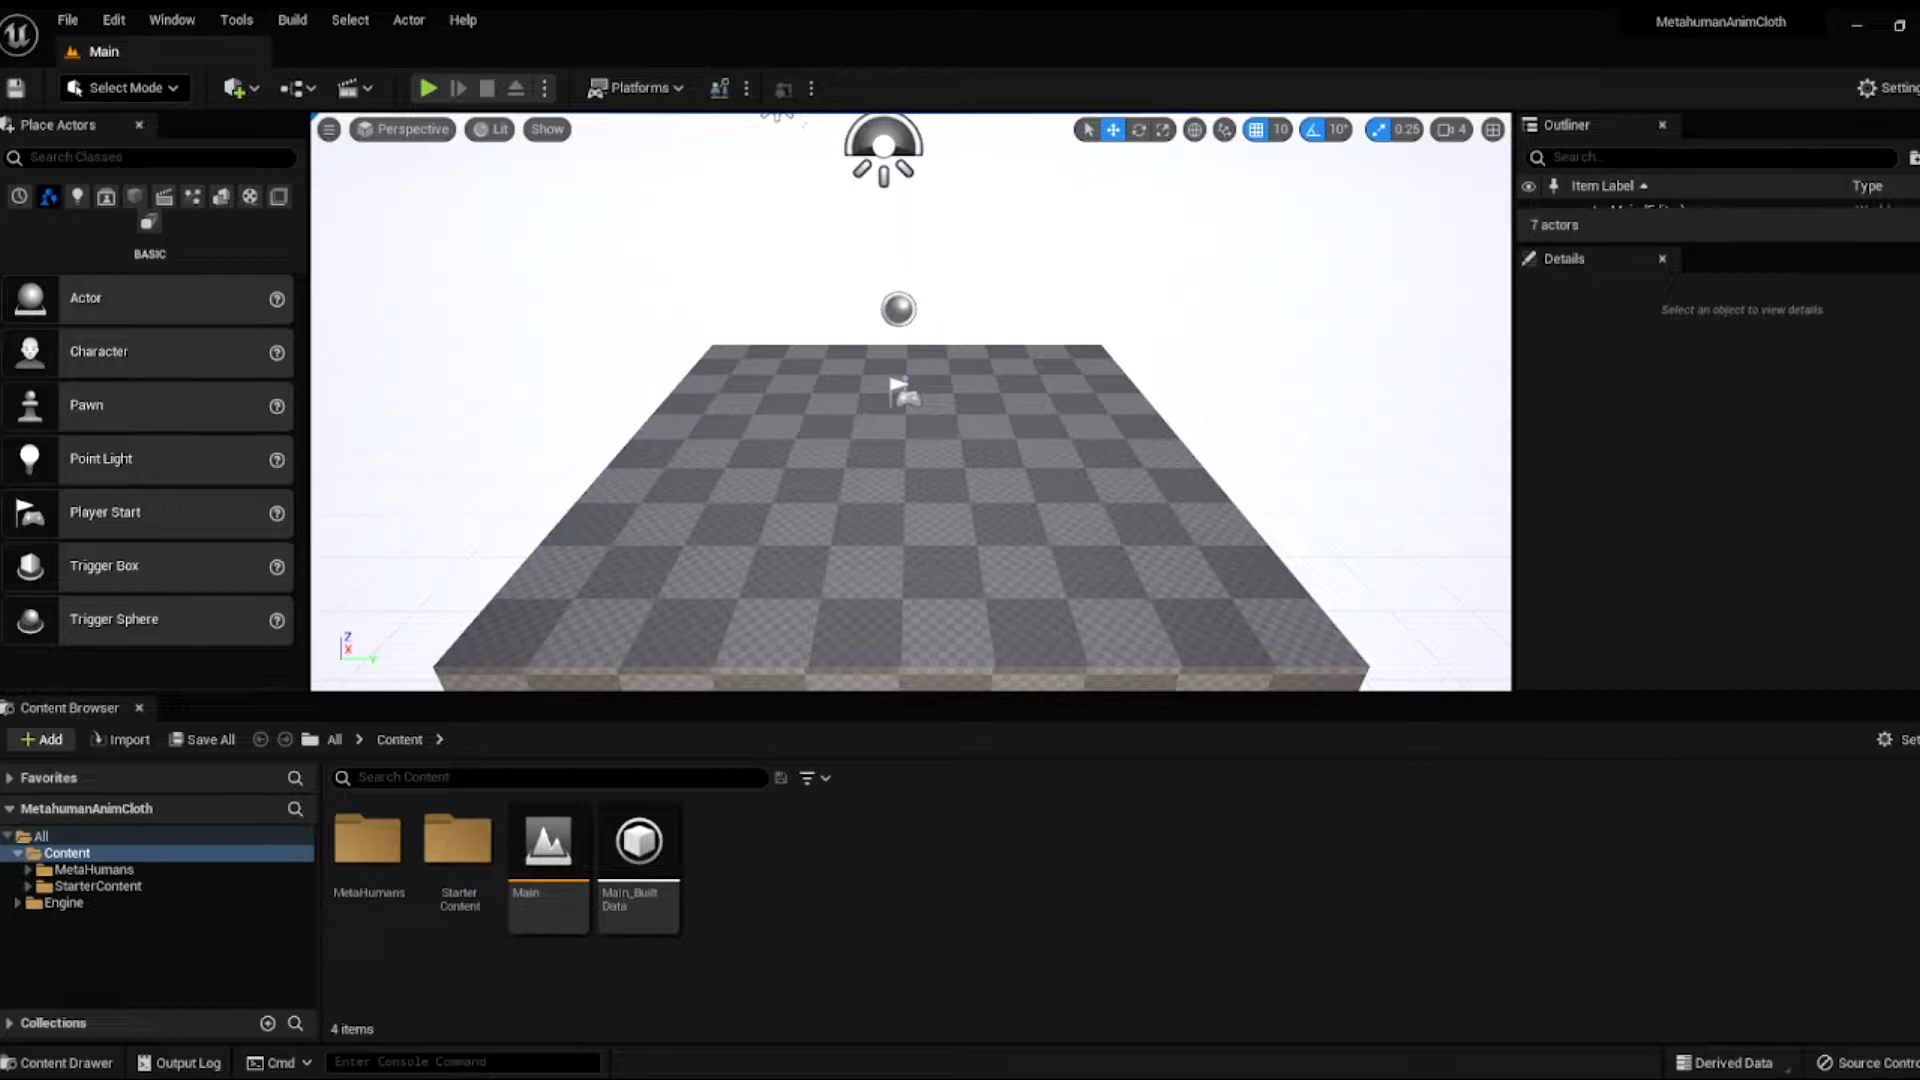 File Edit Window Tools Build Select Actor Help
MetahumanAnimCloth
Main
Select Mode
Platforms
Setting
Place Actors
Search Classes
BASIC
Actor
Character
Pawn
Point Light
Player Start
Trigger Box
Trigger Sphere
Perspective Lit Show
10 10° 0.25 4
Z
X
Y
Outliner
Search...
Item Label Type
7 actors
Details
Select an object to view details
Content Browser
Add Import Save All All Content
Set
Favorites
MetahumanAnimCloth
All
Content
MetaHumans
StarterContent
Engine
Collections
Search Content
MetaHumans
Starter
Content
Main
Main_Built
Data
4 items
Content Drawer Output Log Cmd Enter Console Command
Derived Data Source Contro